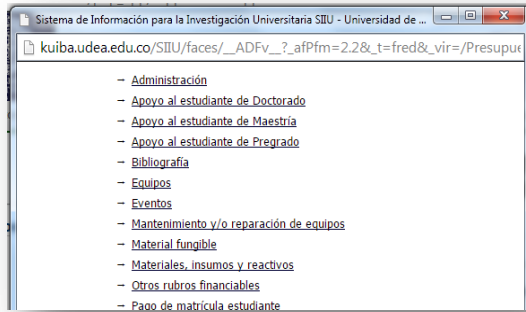 Sistema de Información para la Investigación Universitaria SIIU - Universidad de ...
kuiba.udea.edu.co/SIIU/faces/__ADFv__?_afPfm=2.2&_t=fred&_vir=/Presupue
→ Administración
→ Apoyo al estudiante de Doctorado
→ Apoyo al estudiante de Maestría
→ Apoyo al estudiante de Pregrado
→ Bibliografía
→ Equipos
→ Eventos
→ Mantenimiento y/o reparación de equipos
→ Material fungible
→ Materiales, insumos y reactivos
→ Otros rubros financiables
→ Pago de matrícula estudiante